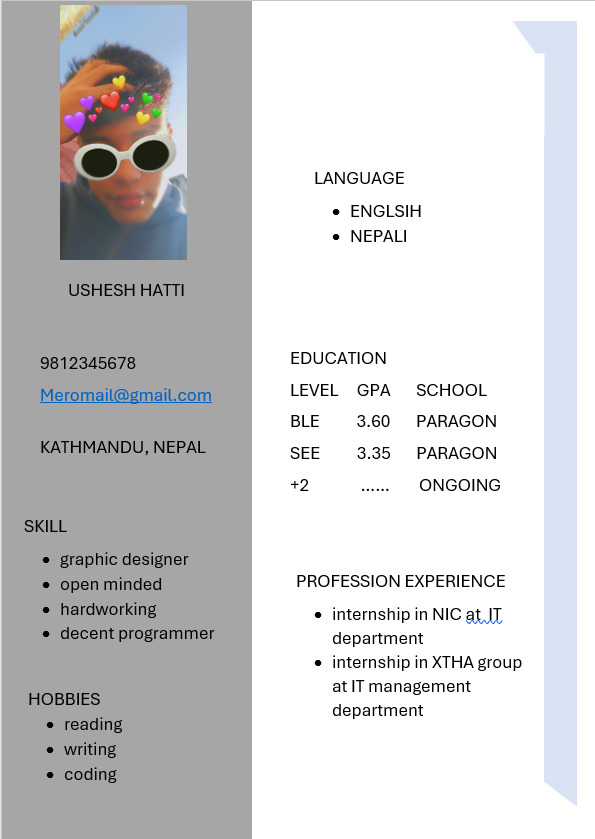 USHESH HATTI
9812345678
Meromail@gmail.com
KATHMANDU, NEPAL
SKILL
• graphic designer
• open minded
• hardworking
• decent programmer
HOBBIES
• reading
• writing
• coding
LANGUAGE
• ENGLSIH
• NEPALI
EDUCATION
LEVEL GPA SCHOOL
BLE 3.60 PARAGON
SEE 3.35 PARAGON
+2 ...... ONGOING
PROFESSION EXPERIENCE
• internship in NIC at IT
department
• internship in XTHA group
at IT management
department